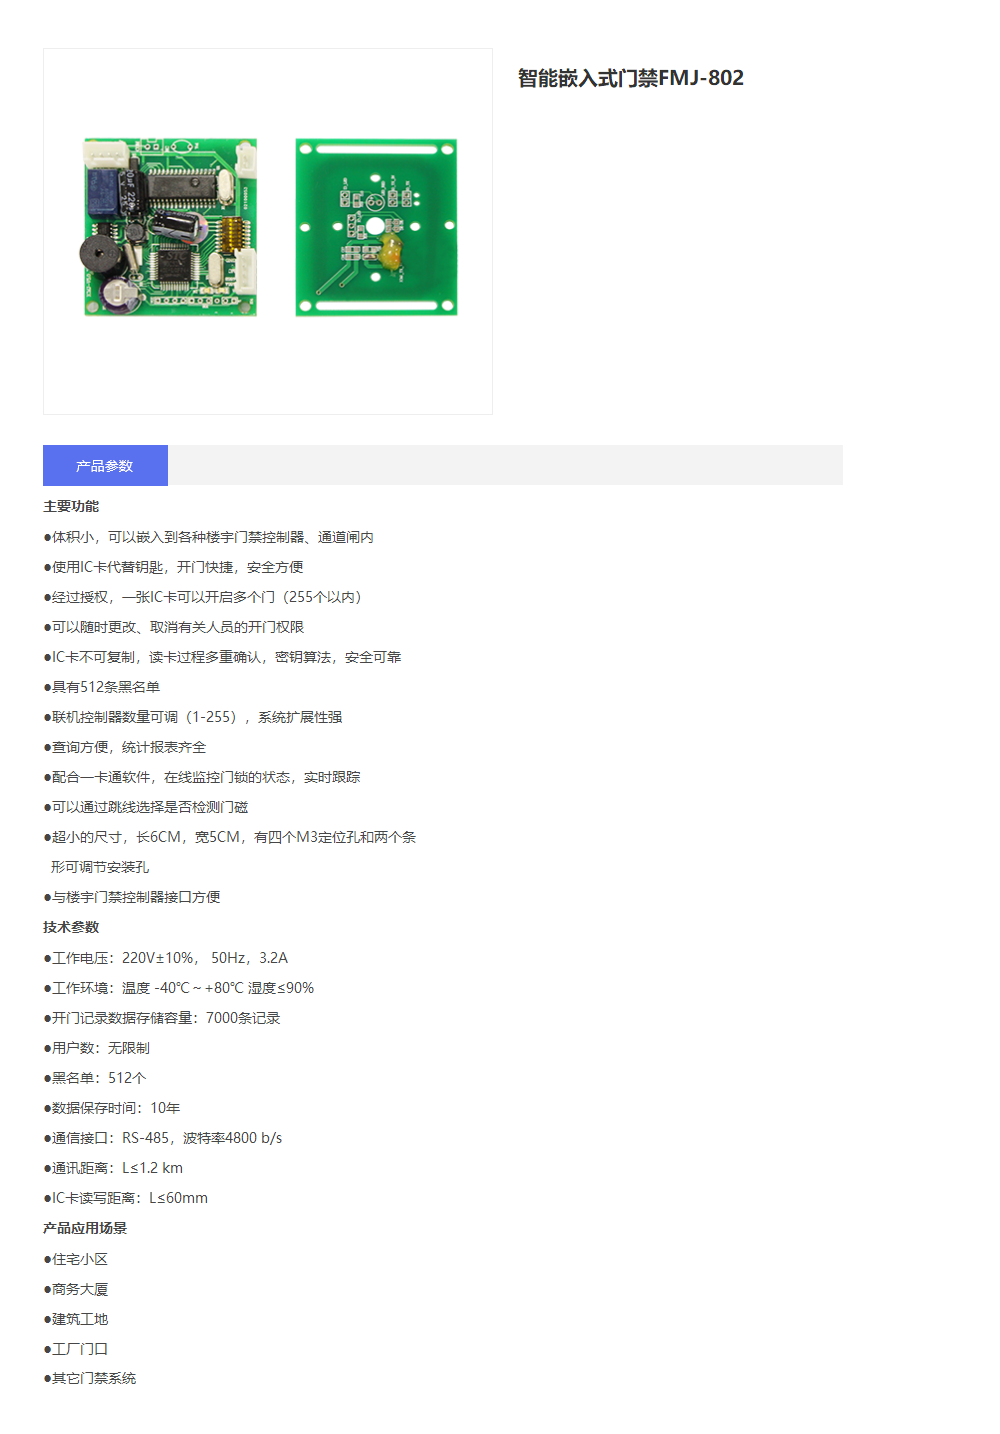 智能嵌入式门禁FMJ-802
产品参数
主要功能
●体积小，可以嵌入到各种楼宇门禁控制器、通道闸内
●使用IC卡代替钥匙，开门快捷，安全方便
●经过授权，一张IC卡可以开启多个门（255个以内）
●可以随时更改、取消有关人员的开门权限
●IC卡不可复制，读卡过程多重确认，密钥算法，安全可靠
●具有512条黑名单
●联机控制器数量可调（1-255），系统扩展性强
●查询方便，统计报表齐全
●配合一卡通软件，在线监控门锁的状态，实时跟踪
●可以通过跳线选择是否检测门磁
●超小的尺寸，长6CM，宽5CM，有四个M3定位孔和两个条
形可调节安装孔
●与楼宇门禁控制器接口方便
技术参数
●工作电压：220V±10%， 50Hz，3.2A
●工作环境：温度 -40℃～+80℃ 湿度≤90%
●开门记录数据存储容量：7000条记录
●用户数：无限制
●黑名单：512个
●数据保存时间：10年
●通信接口：RS-485，波特率4800 b/s
●通讯距离：L≤1.2 km
●IC卡读写距离：L≤60mm
产品应用场景
●住宅小区
●商务大厦
●建筑工地
●工厂门口
●其它门禁系统